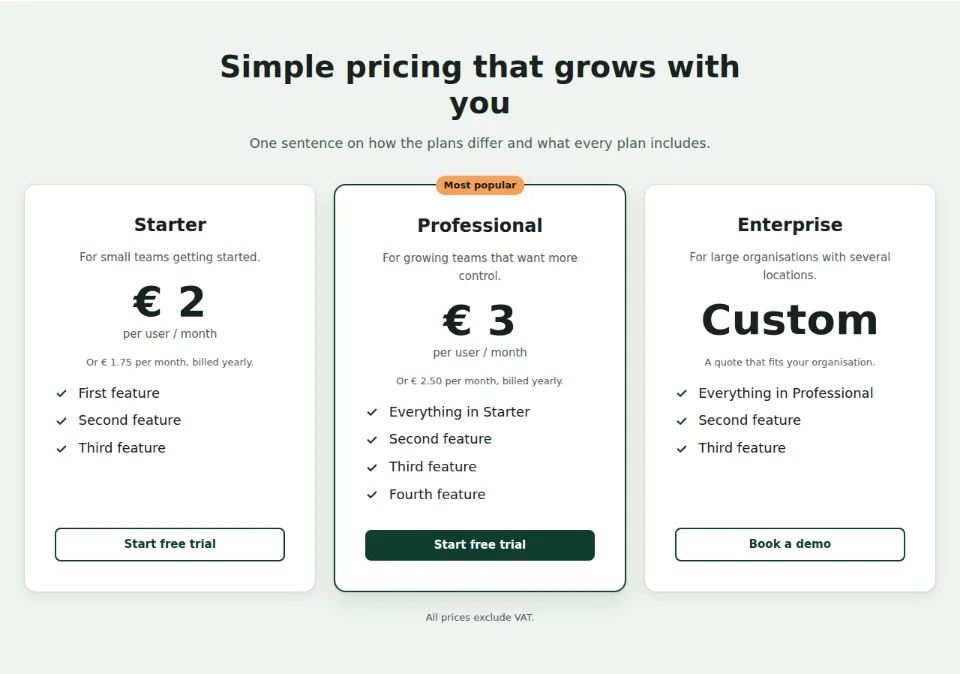 Simple pricing that grows with
you
One sentence on how the plans differ and what every plan includes.
Starter
For small teams getting started.
€ 2
per user / month
Or € 1.75 per month, billed yearly.
First feature
Second feature
Third feature
Start free trial
Most popular
Professional
For growing teams that want more
control.
€ 3
per user / month
Or € 2.50 per month, billed yearly.
Everything in Starter
Second feature
Third feature
Fourth feature
Start free trial
Enterprise
For large organisations with several
locations.
Custom
A quote that fits your organisation.
Everything in Professional
Second feature
Third feature
Book a demo
All prices exclude VAT.